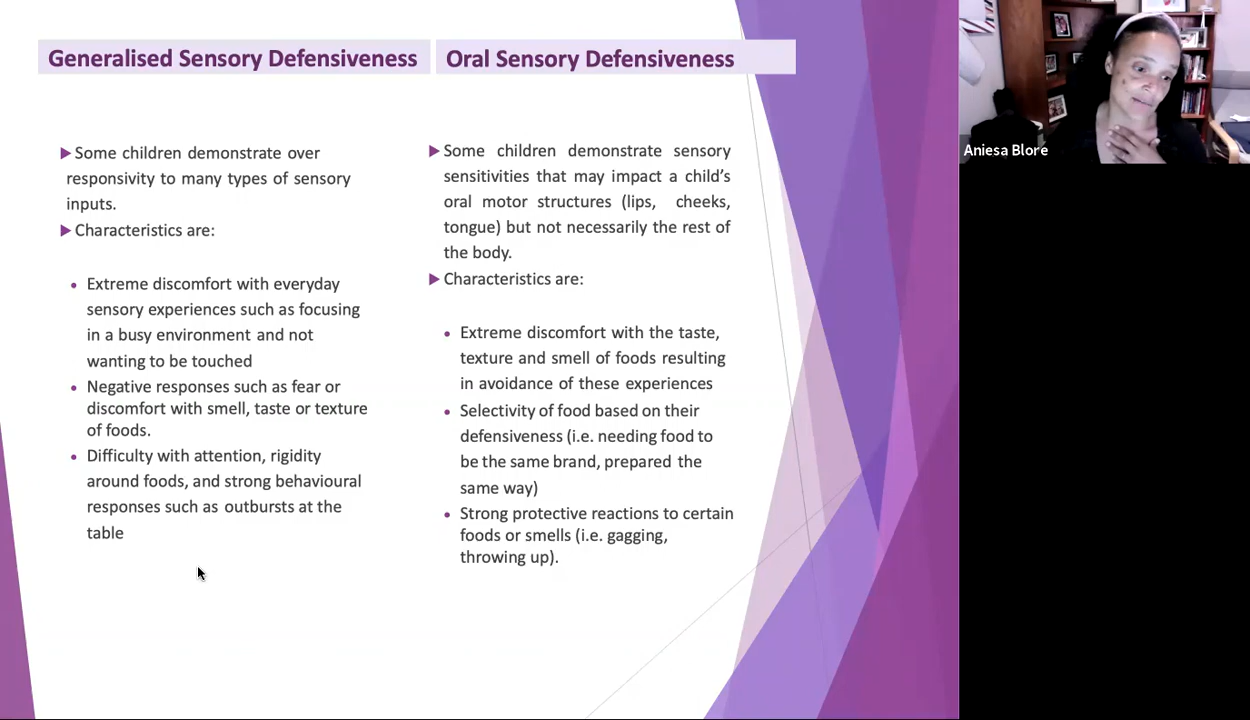 Generalised Sensory Defensiveness
▶Some children demonstrate over
responsivity to many types of sensory
inputs.
▶Characteristics are:
• Extreme discomfort with everyday
sensory experiences such as focusing
in a busy environment and not
wanting to be touched
• Negative responses such as fear or
discomfort with smell, taste or texture
of foods.
• Difficulty with attention, rigidity
around foods, and strong behavioural
responses such as outbursts at the
table
Oral Sensory Defensiveness
▶Some children demonstrate sensory
sensitivities that may impact a child's
oral motor structures (lips, cheeks,
tongue) but not necessarily the rest of
the body.
▶Characteristics are:
• Extreme discomfort with the taste,
texture and smell of foods resulting
in avoidance of these experiences
• Selectivity of food based on their
defensiveness (i.e. needing food to
be the same brand, prepared the
same way)
• Strong protective reactions to certain
foods or smells (i.e. gagging,
throwing up).
Aniesa Blore